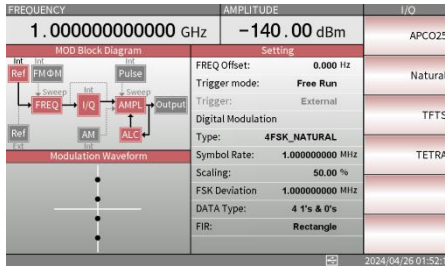 FREQUENCY AMPLITUDE I/Q
1.000000000000 GHz -140.00 dBm
APCO25
MOD Block Diagram
Setting
Int Int Int
Ref FMΦM Pulse
Sweep Int Sweep
FREQ I/Q AMPL Output
Ref AM ALC
Ext Int
Modulation Waveform
FREQ Offset: 0.000 Hz
Trigger mode: Free Run
Trigger: External
Digital Modulation
Type: 4FSK_NATURAL
Symbol Rate: 1.000000000 MHz
Scaling: 50.00 %
FSK Deviation 1.000000000 MHz
DATA Type: 4 1's & 0's
FIR: Rectangle
Natural
TFTS
TETRA
2024/04/26 01:52: